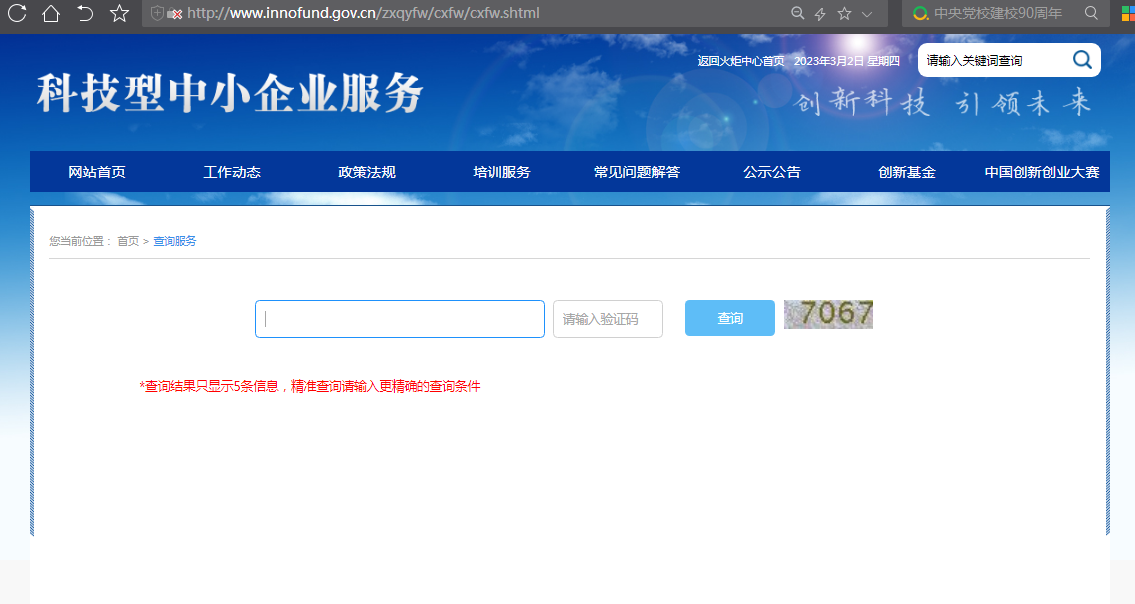 http://www.innofund.gov.cn/zxqyfw/cxfw/cxfw.shtml 中央党校建校90周年
返回火炬中心首页 2023年3月2日 星期四 请输入关键词查询
科技型中小企业服务
创新科技 引领未来
网站首页 工作动态 政策法规 培训服务 常见问题解答 公示公告 创新基金 中国创新创业大赛
您当前位置： 首页 > 查询服务
请输入验证码 查询 7067
*查询结果只显示5条信息，精准查询请输入更精确的查询条件